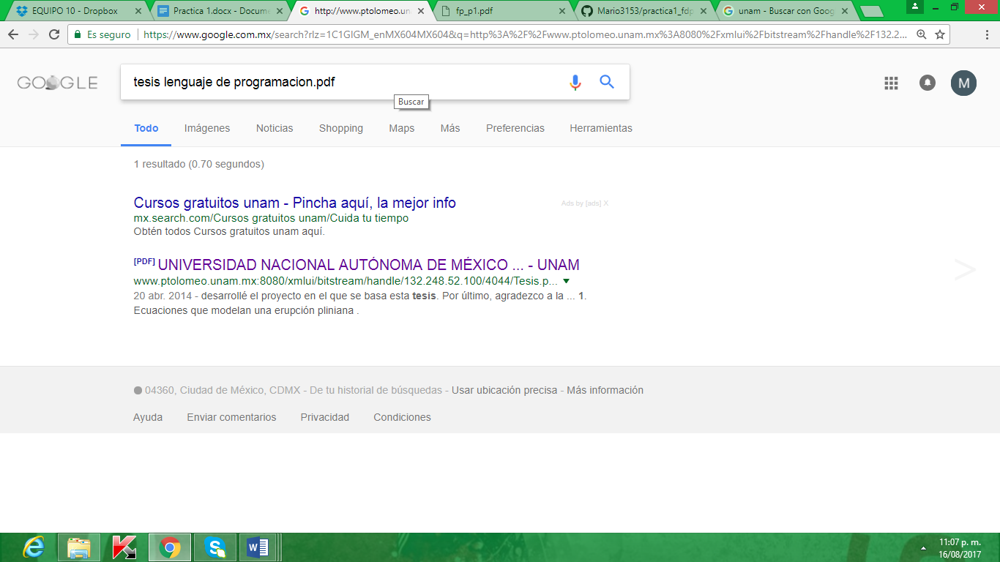 EQUIPO 10 - Dropbox
Practica 1.docx - Docume
http://www.ptolomeo.un
fp_p1.pdf
Mario3153/practica1_fdp
unam - Buscar con Goog
Es seguro
https://www.google.com.mx/search?rlz=1C1GIGM_enMX604MX604&q=http%3A%2F%2Fwww.ptolomeo.unam.mx%3A8080%2Fxmlui%2Fbitstream%2Fhandle%2F132.2...
GOOGLE
tesis lenguaje de programacion.pdf
M
Buscar
Todo Imágenes Noticias Shopping Maps Más Preferencias Herramientas
1 resultado (0.70 segundos)
Cursos gratuitos unam - Pincha aquí, la mejor info
Ads by [ads] X
mx.search.com/Cursos gratuitos unam/Cuida tu tiempo
Obtén todos Cursos gratuitos unam aquí.
[PDF] UNIVERSIDAD NACIONAL AUTÓNOMA DE MÉXICO ... - UNAM
www.ptolomeo.unam.mx:8080/xmlui/bitstream/handle/132.248.52.100/4044/Tesis.p...
20 abr. 2014 - desarrollé el proyecto en el que se basa esta tesis. Por último, agradezco a la ... 1.
Ecuaciones que modelan una erupción pliniana .
04360, Ciudad de México, CDMX - De tu historial de búsquedas - Usar ubicación precisa - Más información
Ayuda Enviar comentarios Privacidad Condiciones
11:07 p. m.
16/08/2017